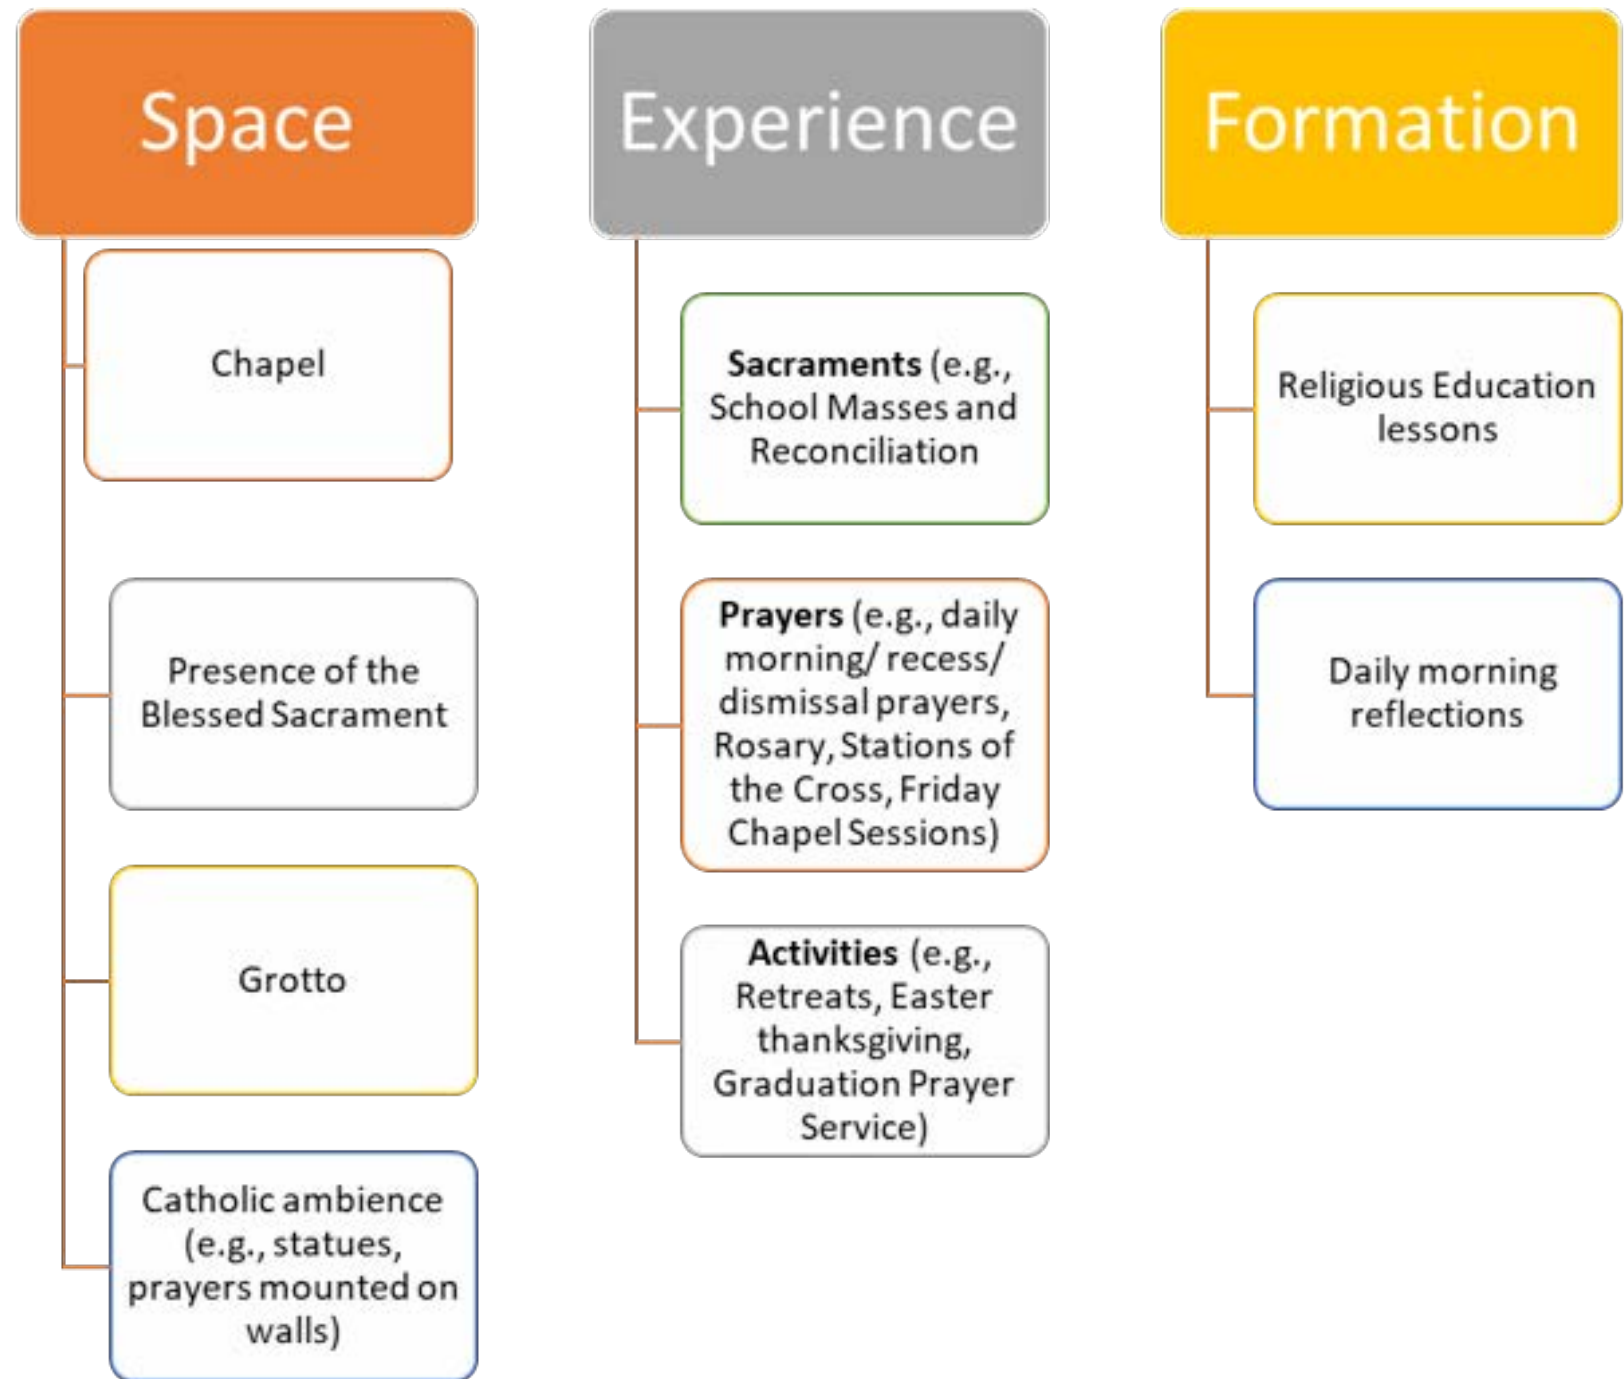 Space
Chapel
Presence of the
Blessed Sacrament
Grotto
Catholic ambience
(e.g., statues,
prayers mounted on
walls)
Experience
Sacraments (e.g.,
School Masses and
Reconciliation
Prayers (e.g., daily
morning/ recess/
dismissal prayers,
Rosary, Stations of
the Cross, Friday
Chapel Sessions)
Activities (e.g.,
Retreats, Easter
thanksgiving,
Graduation Prayer
Service)
Formation
Religious Education
lessons
Daily morning
reflections